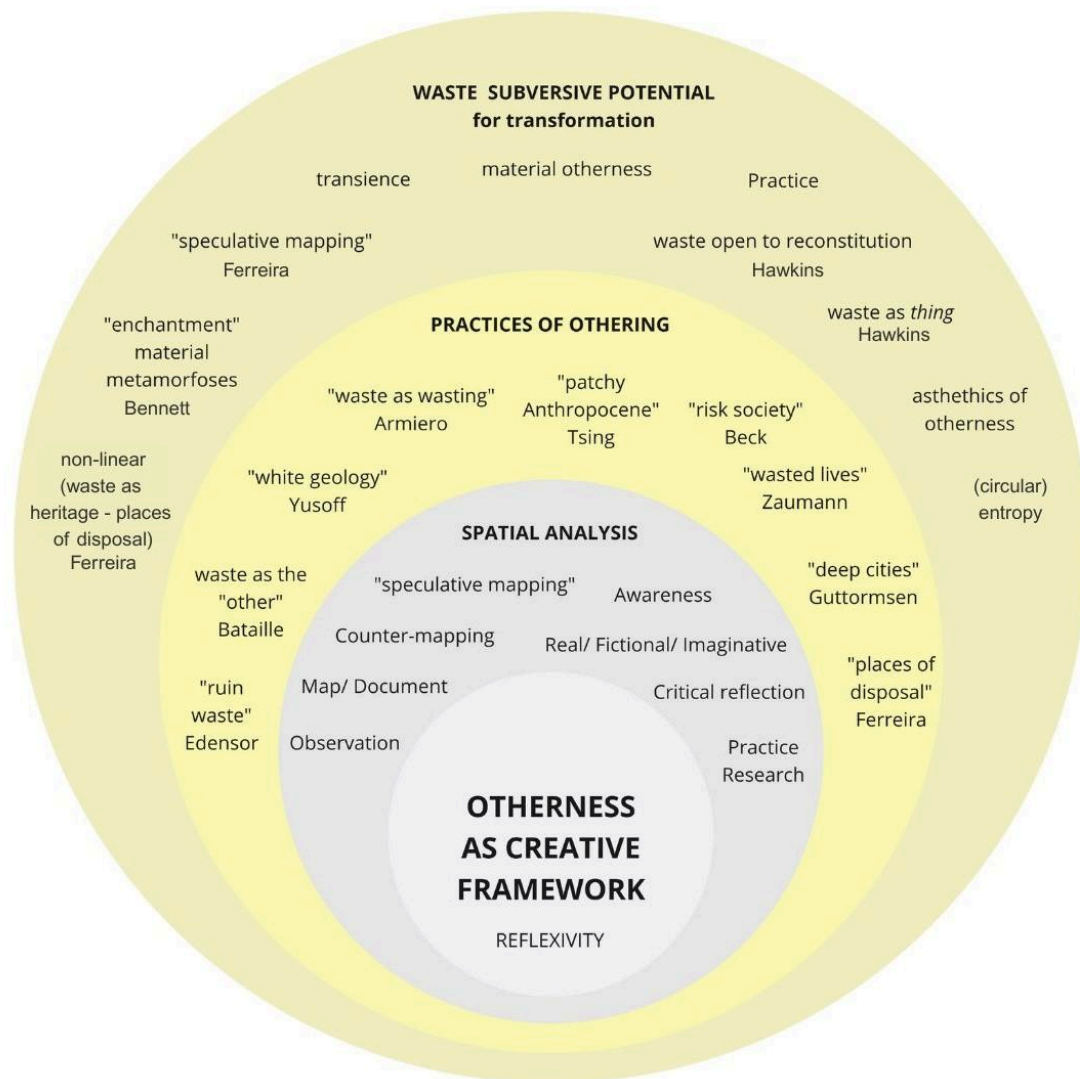 WASTE SUBVERSIVE POTENTIAL
for transformation
transience
material otherness
Practice
"speculative mapping"
Ferreira
waste open to reconstitution
Hawkins
"enchantment"
material
metamorfoses
Bennett
waste as thing
Hawkins
asthethics of
otherness
non-linear
(waste as
heritage - places
of disposal)
Ferreira
(circular)
entropy
PRACTICES OF OTHERING
"waste as wasting"
Armiero
"patchy
Anthropocene"
Tsing
"risk society"
Beck
"white geology"
Yusoff
"wasted lives"
Zaumann
waste as the
"other"
Bataille
"deep cities"
Guttormsen
"ruin
waste"
Edensor
"places of
disposal"
Ferreira
SPATIAL ANALYSIS
"speculative mapping"
Awareness
Counter-mapping
Real/ Fictional/ Imaginative
Map/ Document
Critical reflection
Observation
Practice
Research
OTHERNESS
AS CREATIVE
FRAMEWORK
REFLEXIVITY